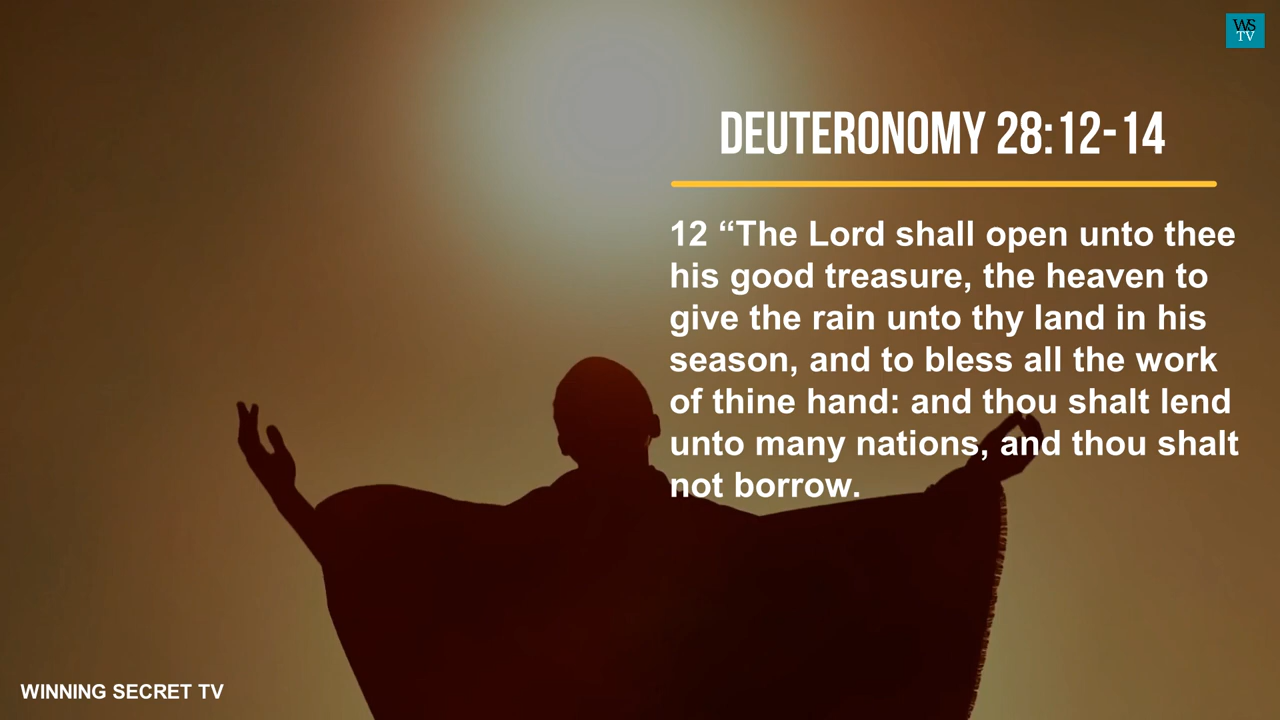 WS
TV
DEUTERONOMY 28:12-14
12 “The Lord shall open unto thee
his good treasure, the heaven to
give the rain unto thy land in his
season, and to bless all the work
of thine hand: and thou shalt lend
unto many nations, and thou shalt
not borrow.
WINNING SECRET TV